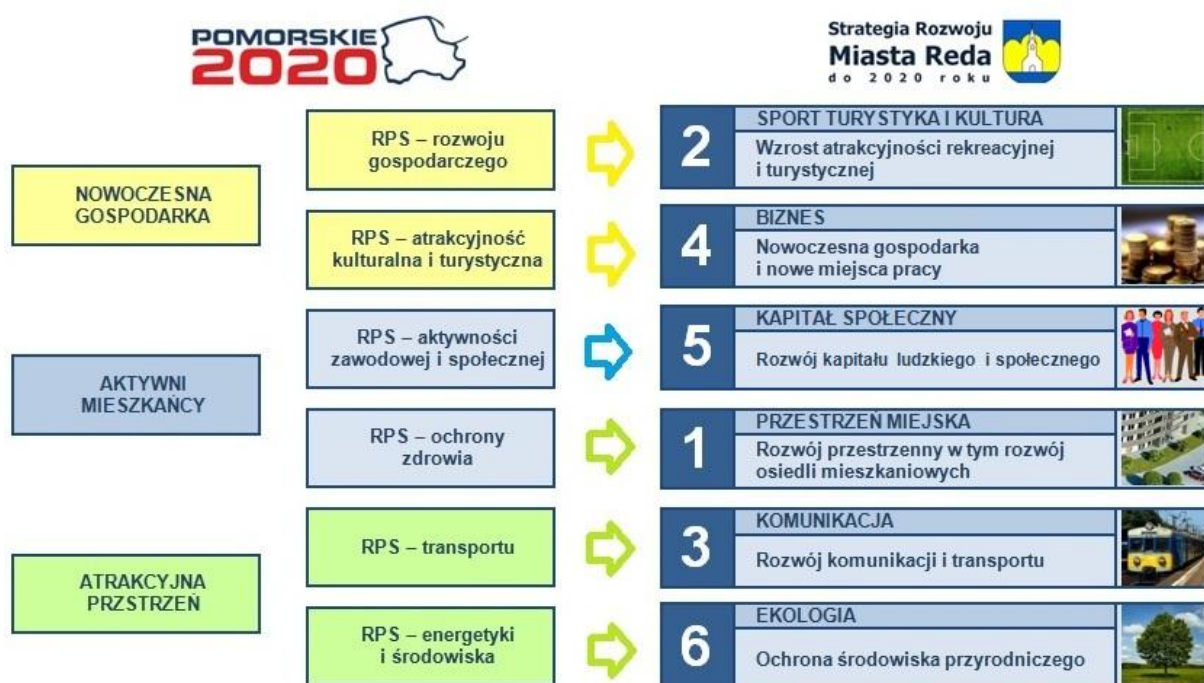 POMORSKIE
2020
Strategia Rozwoju
Miasta Reda
do 2020 roku
NOWOCZESNA
GOSPODARKA
AKTYWNI
MIESZKAŃCY
ATRAKCYJNA
PRZSTRZEŃ
RPS – rozwoju
gospodarczego
RPS – atrakcyjność
kulturalna i turystyczna
RPS – aktywności
zawodowej i społecznej
RPS – ochrony
zdrowia
RPS – transportu
RPS – energetyki
i środowiska
2
SPORT TURYSTYKA I KULTURA
Wzrost atrakcyjności rekreacyjnej
i turystycznej
4
BIZNES
Nowoczesna gospodarka
i nowe miejsca pracy
5
KAPITAŁ SPOŁECZNY
Rozwój kapitału ludzkiego i społecznego
1
PRZESTRZEŃ MIEJSKA
Rozwój przestrzenny w tym rozwój
osiedli mieszkaniowych
3
KOMUNIKACJA
Rozwój komunikacji i transportu
6
EKOLOGIA
Ochrona środowiska przyrodniczego